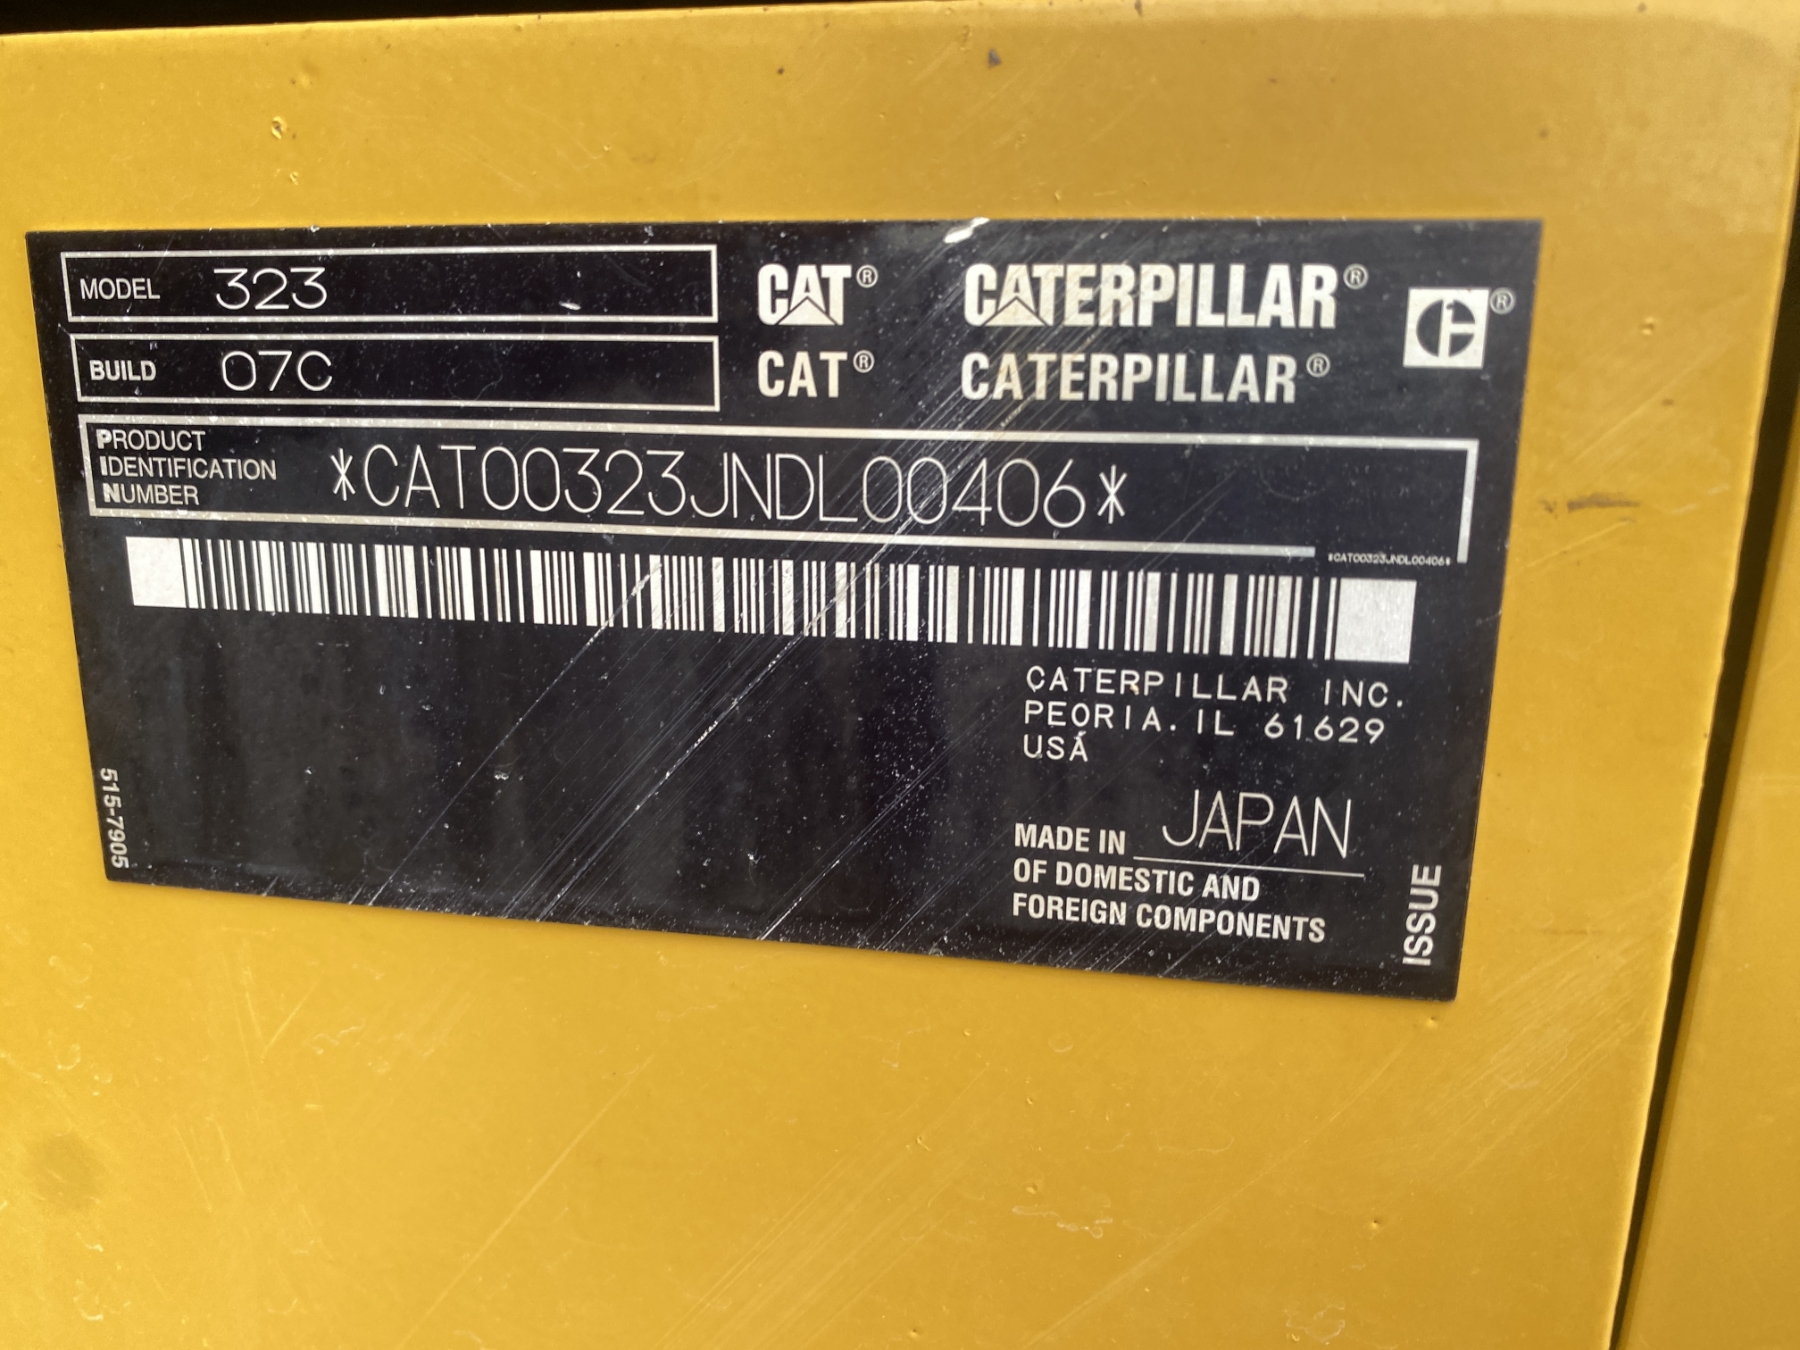 MODEL 323
BUILD 07C
CAT® CATERPILLAR® ®
CAT® CATERPILLAR®
PRODUCT
IDENTIFICATION
NUMBER
*CAT00323JNDL00406*
*CAT00323JNDL00406*
CATERPILLAR INC.
PEORIA. IL 61629
USA
MADE IN JAPAN
OF DOMESTIC AND
FOREIGN COMPONENTS
515-7905
ISSUE